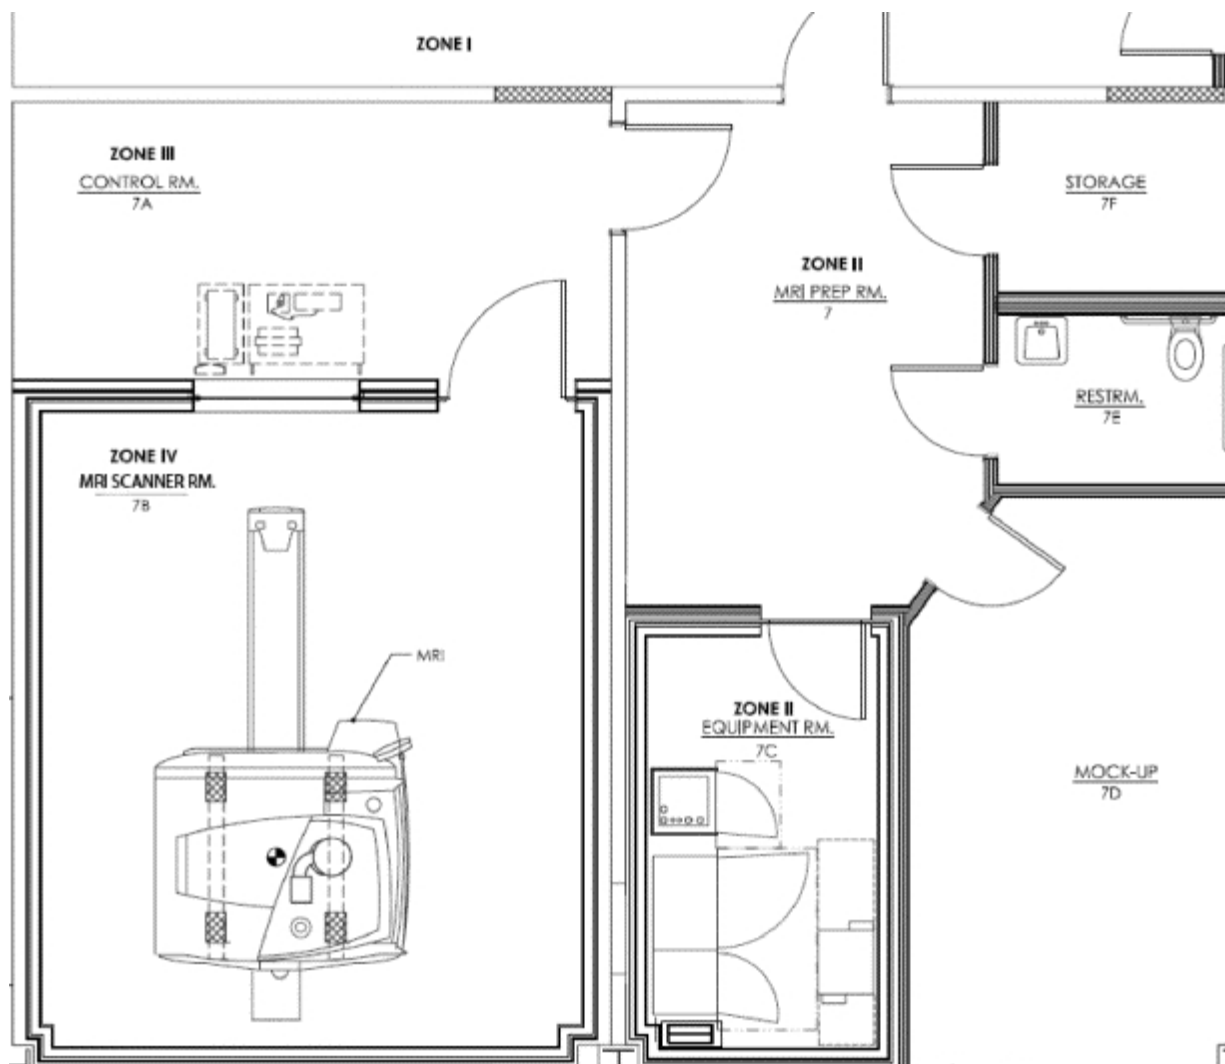 ZONE I
ZONE III
CONTROL RM.
7A
STORAGE
7F
ZONE II
MRI PREP RM.
7
RESTRM.
7E
ZONE IV
MRI SCANNER RM.
7B
MRI
ZONE II
EQUIPMENT RM.
7C
MOCK-UP
7D